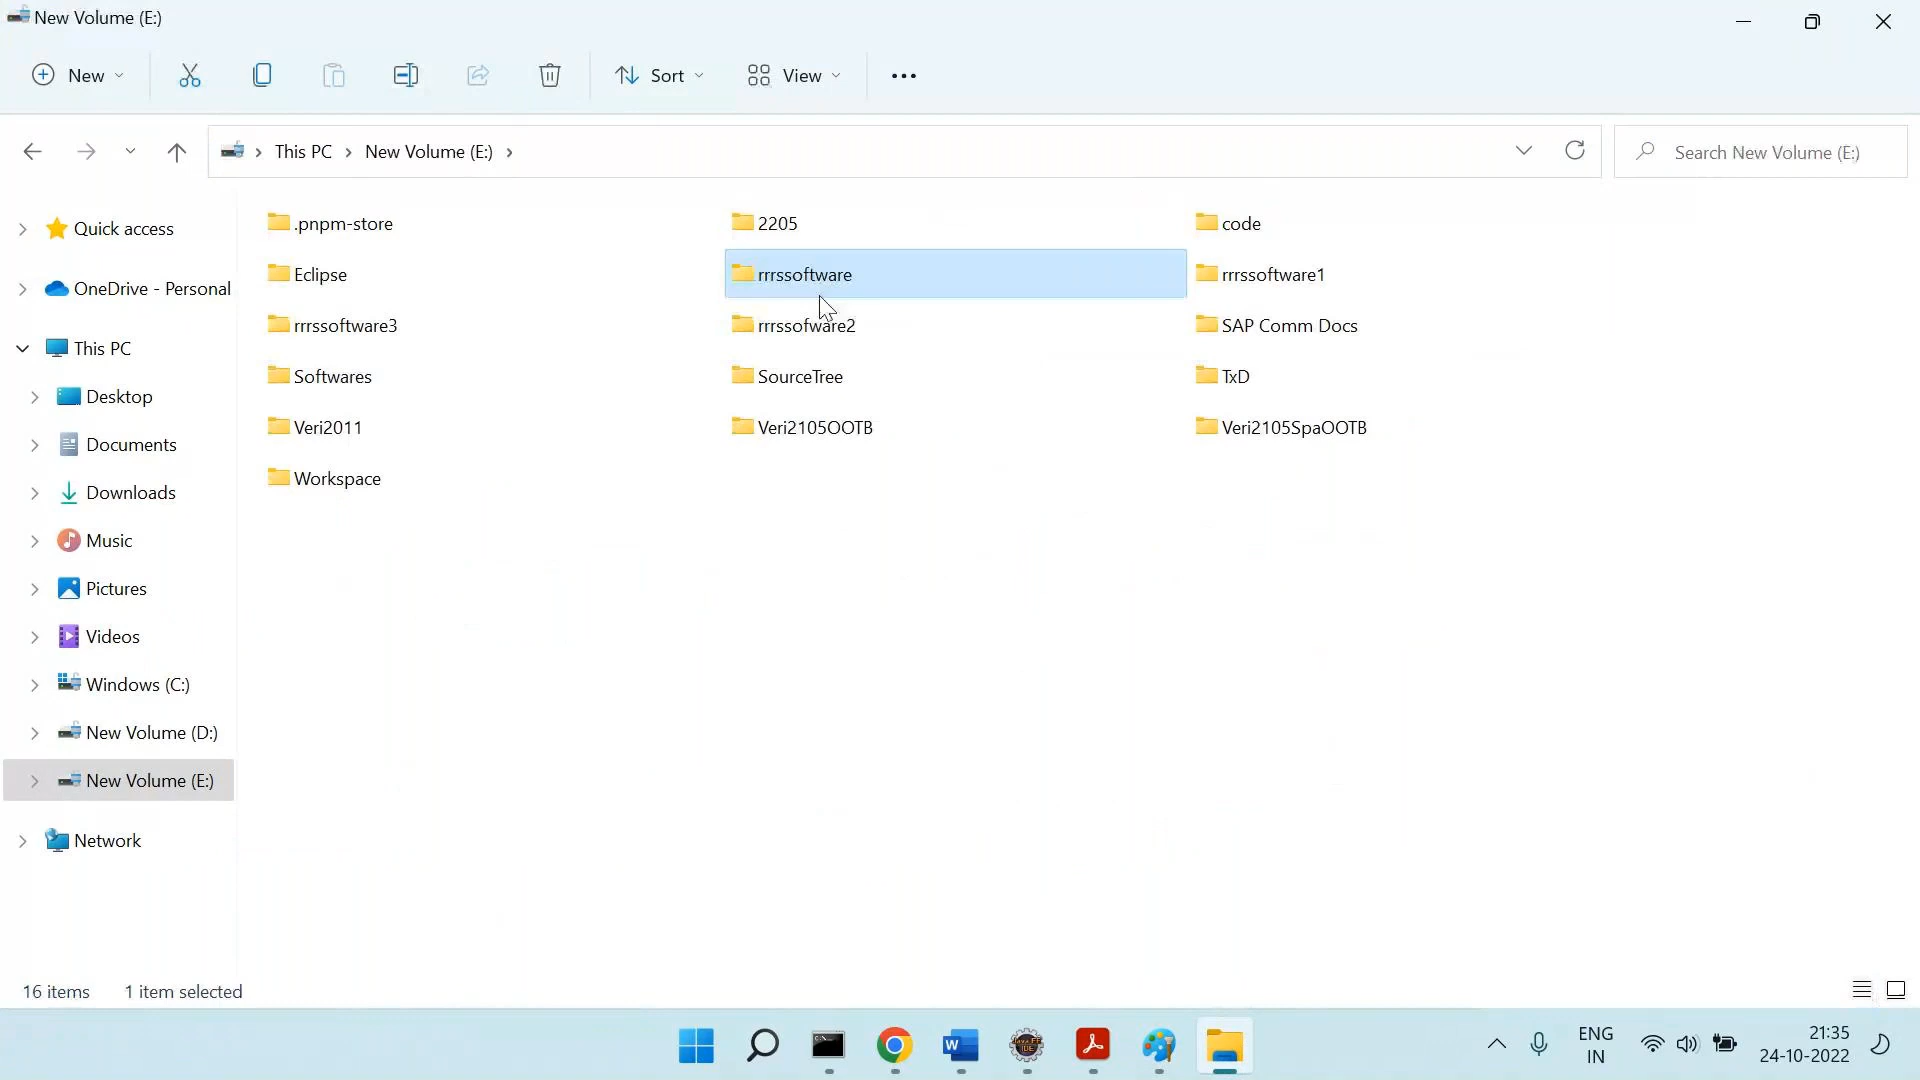 New Volume (E:)
New
Sort
View
This PC
New Volume (E:)
Search New Volume (E:)
Quick access
OneDrive - Personal
This PC
Desktop
Documents
Downloads
Music
Pictures
Videos
Windows (C:)
New Volume (D:)
New Volume (E:)
Network
.pnpm-store
2205
code
Eclipse
rrrssoftware
rrrssoftware1
rrrssoftware3
rrrssofware2
SAP Comm Docs
Softwares
SourceTree
TxD
Veri2011
Veri2105OOTB
Veri2105SpaOOTB
Workspace
16 items
1 item selected
ENG
IN
21:35
24-10-2022